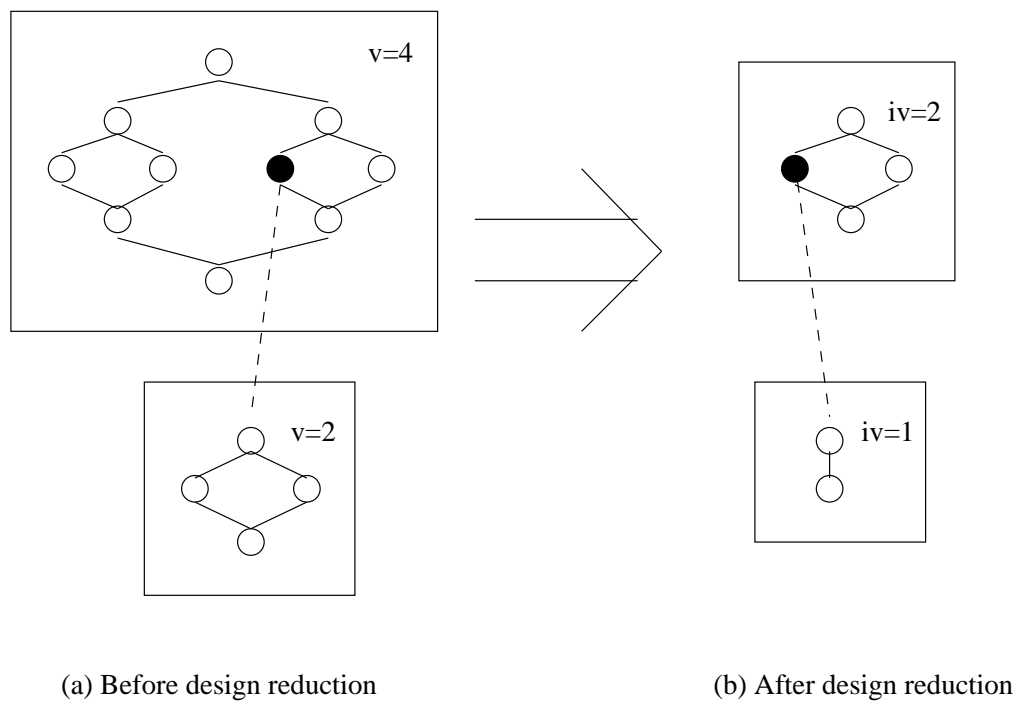 v=4
iv=2
v=2
iv=1
(a) Before design reduction
(b) After design reduction